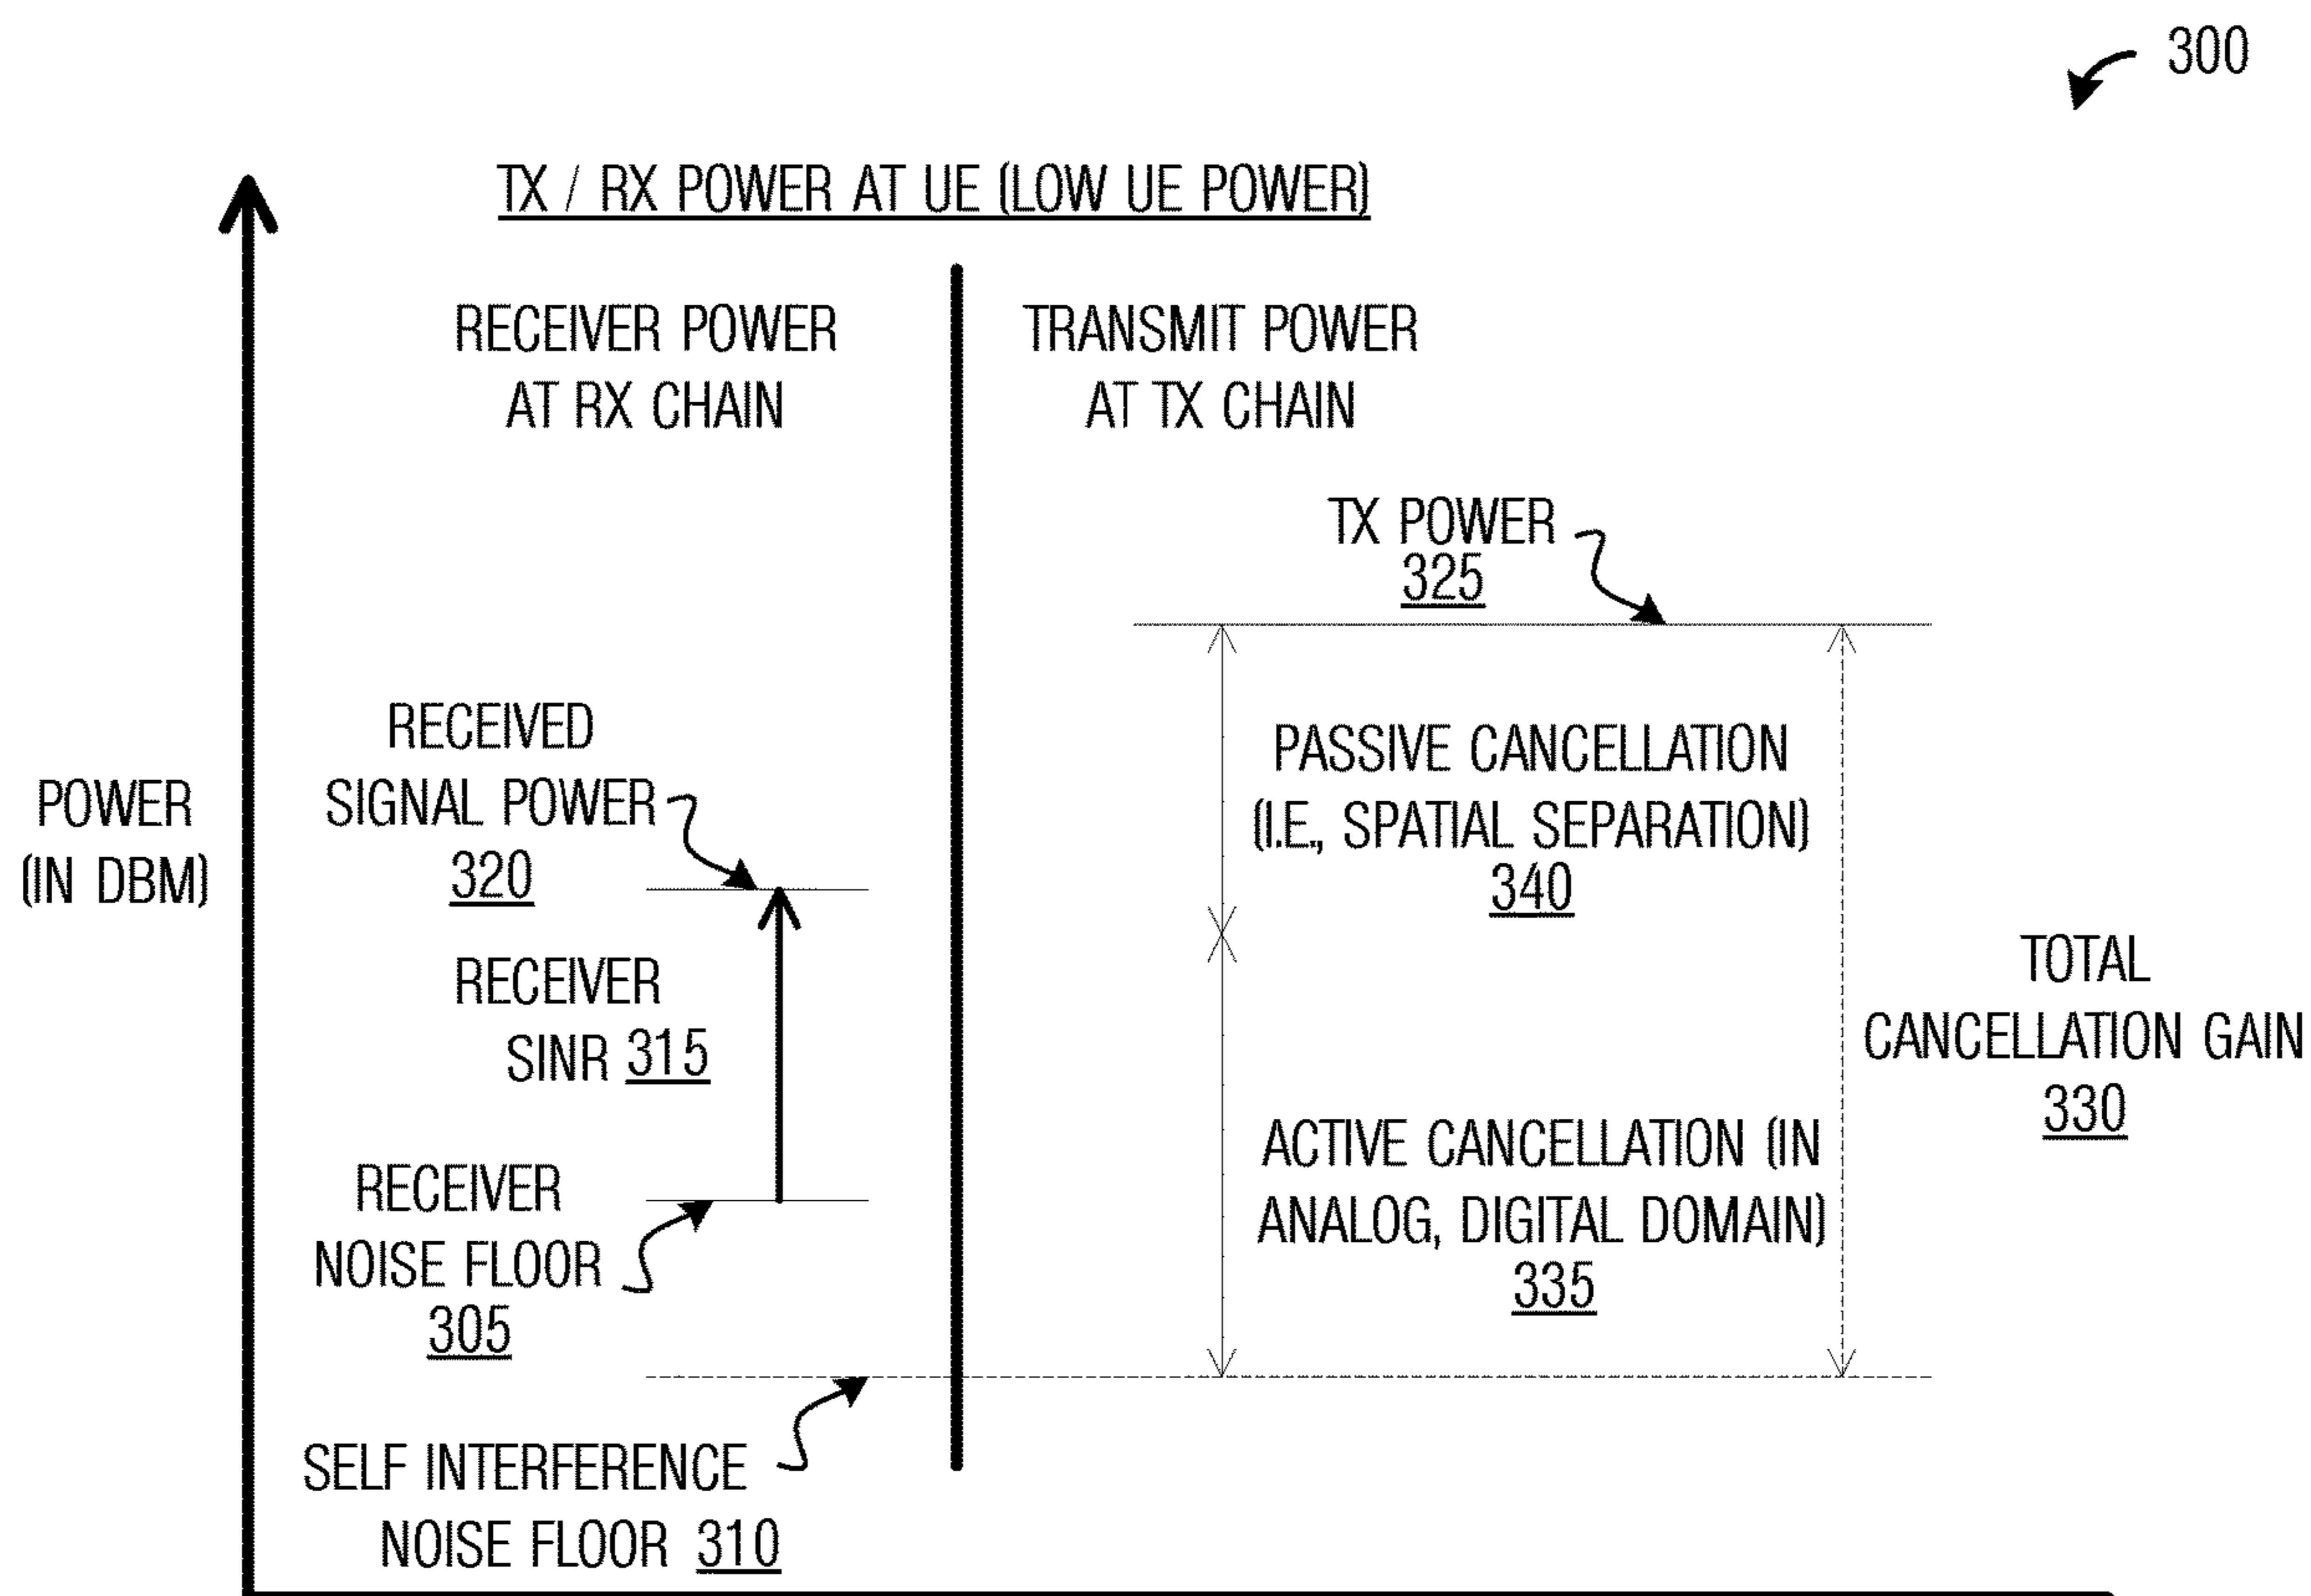 300
TX / RX POWER AT UE (LOW UE POWER)
RECEIVER POWER
AT RX CHAIN
TRANSMIT POWER
AT TX CHAIN
TX POWER
325
RECEIVED
SIGNAL POWER
320
POWER
(IN DBM)
PASSIVE CANCELLATION
(I.E., SPATIAL SEPARATION)
340
RECEIVER
SINR 315
TOTAL
CANCELLATION GAIN
330
ACTIVE CANCELLATION (IN
ANALOG, DIGITAL DOMAIN)
335
RECEIVER
NOISE FLOOR
305
SELF INTERFERENCE
NOISE FLOOR 310